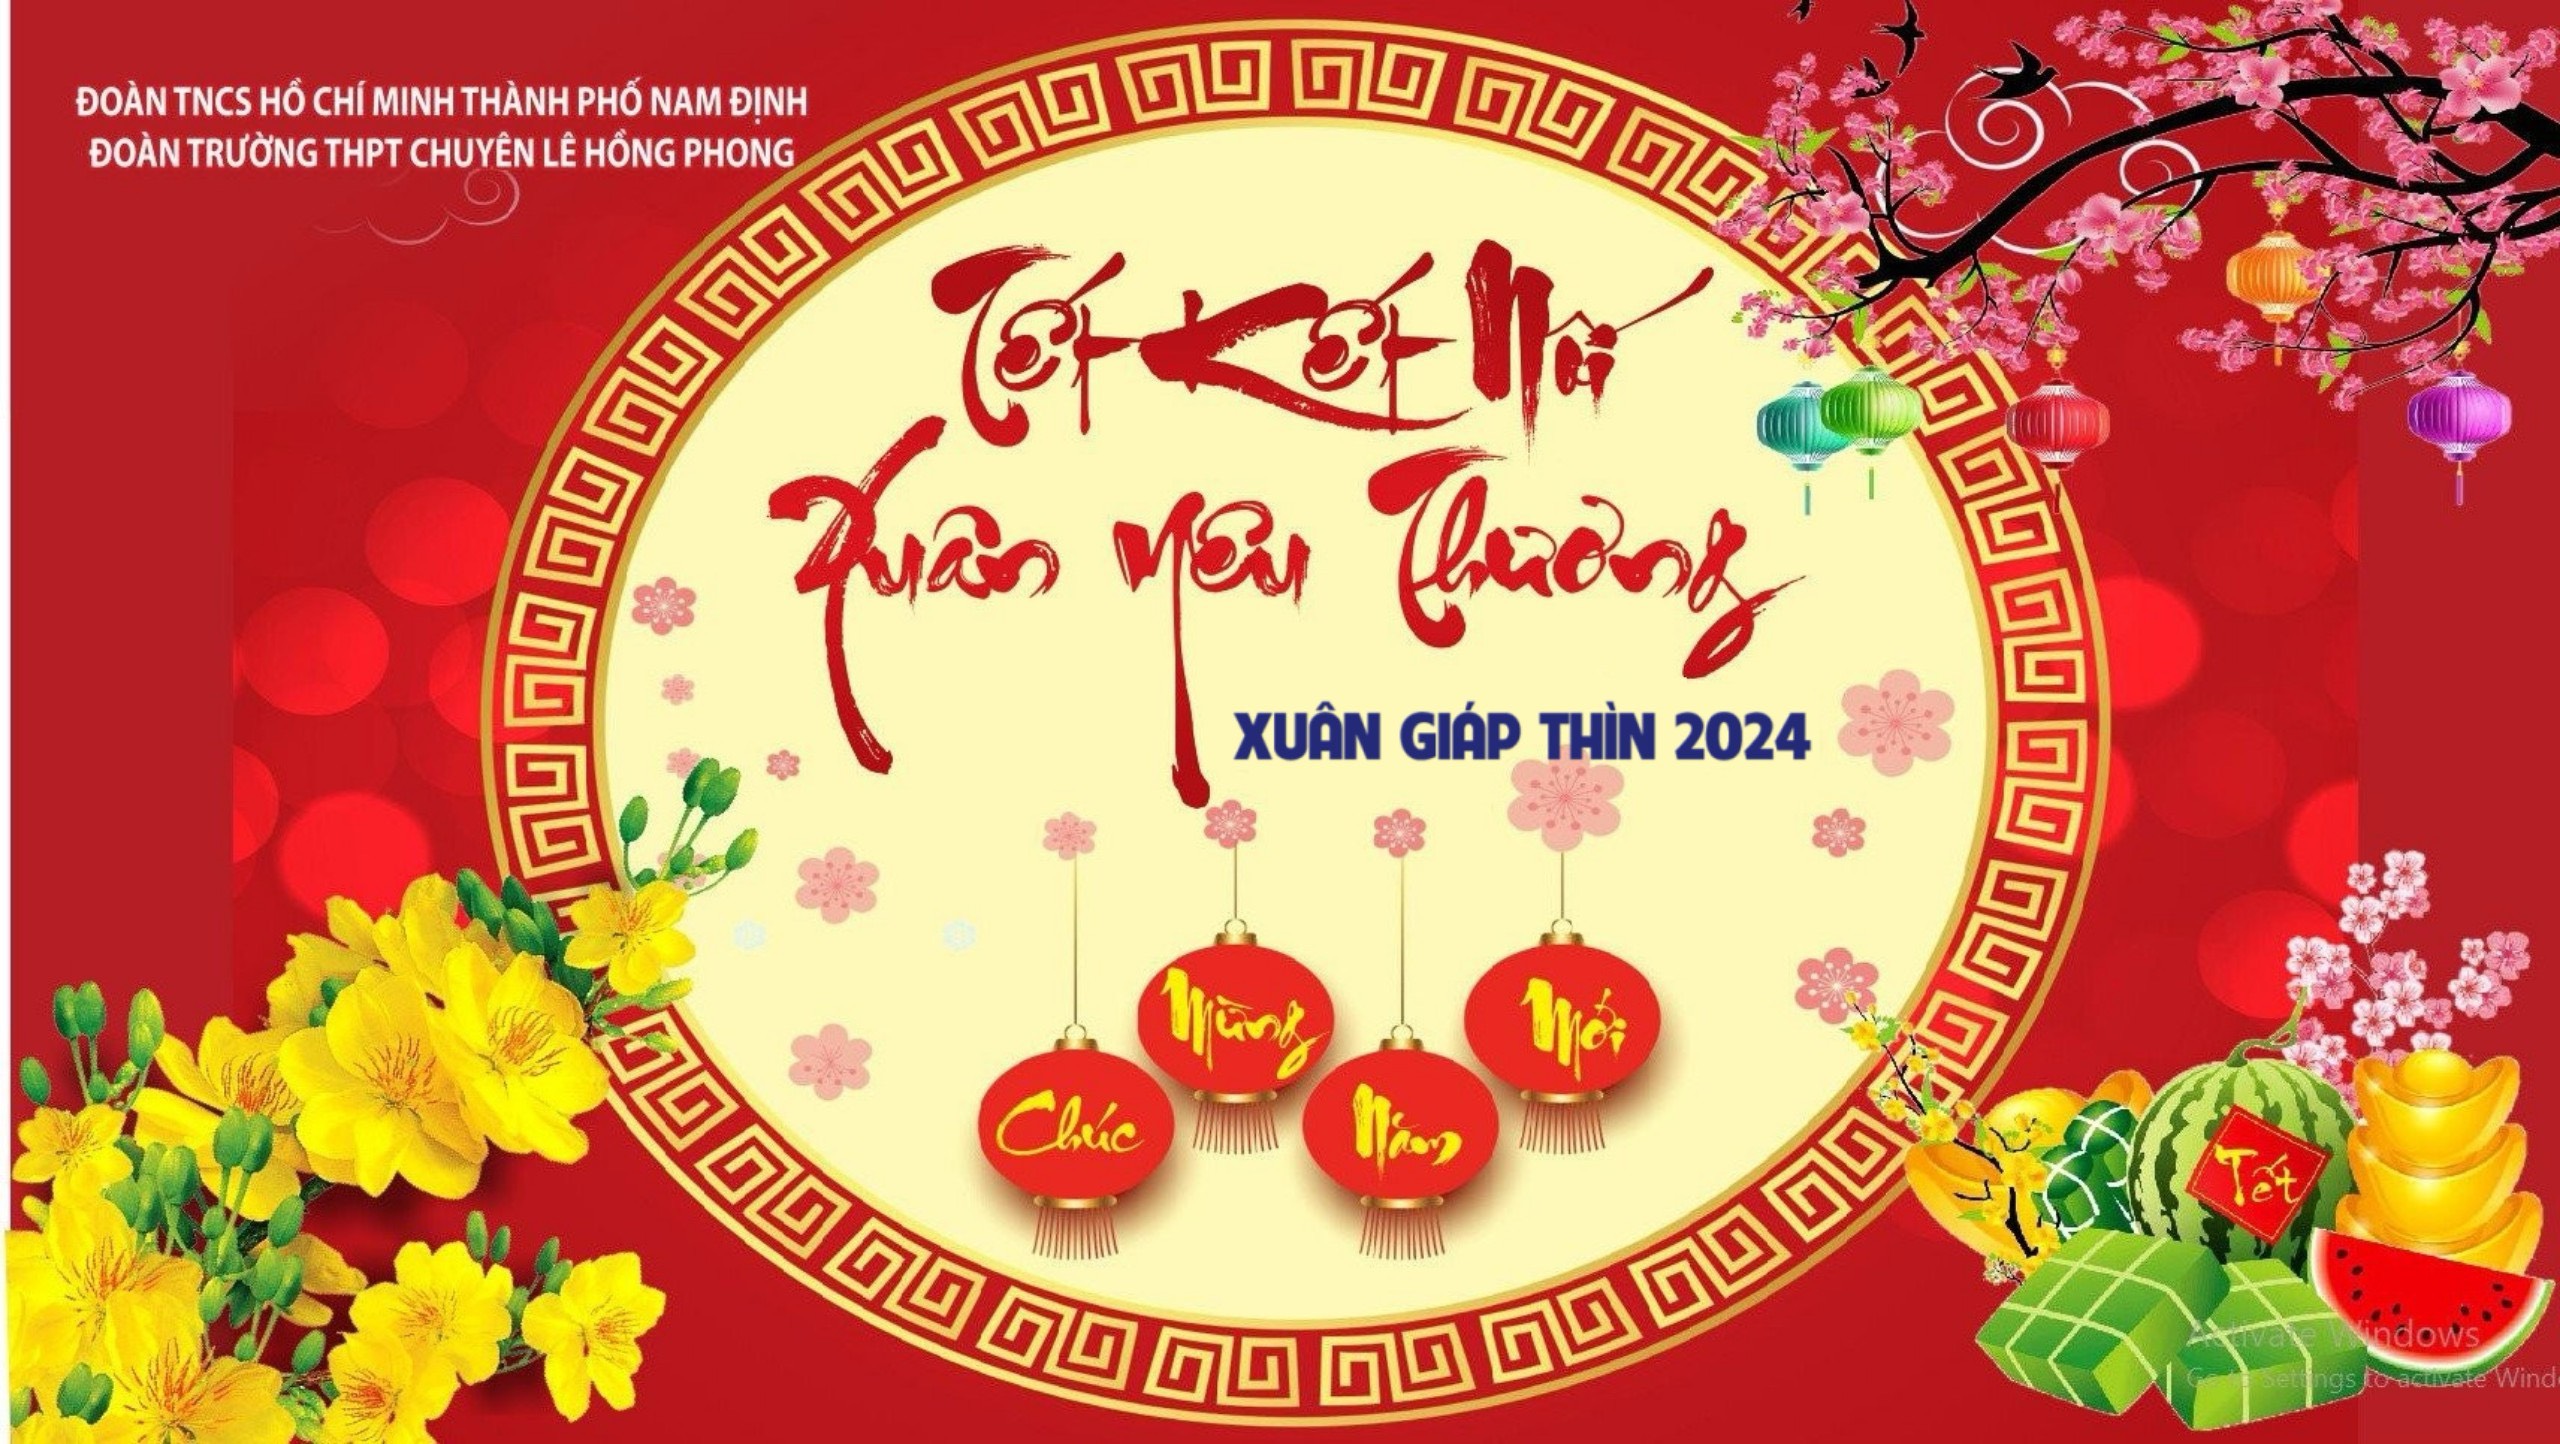 ĐOÀN TNCS HỒ CHÍ MINH THÀNH PHỐ NAM ĐỊNH
ĐOÀN TRƯỜNG THPT CHUYÊN LÊ HỒNG PHONG
Tết Kết Nối
Xuân Yêu Thương
XUÂN GIÁP THÌN 2024
Chúc Mừng Năm Mới
Tết
Activate Windows
Go to Settings to activate Wind